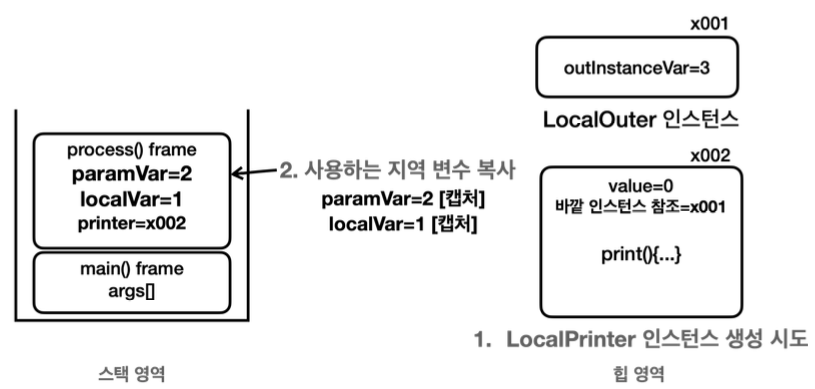 x001
outInstanceVar=3
LocalOuter 인스턴스
process() frame
paramVar=2
localVar=1
printer=x002
main() frame
args[]
스택 영역
2. 사용하는 지역 변수 복사
paramVar=2 [캡처]
localVar=1 [캡처]
x002
value=0
바깥 인스턴스 참조=x001
print(){...}
1. LocalPrinter 인스턴스 생성 시도
힙 영역